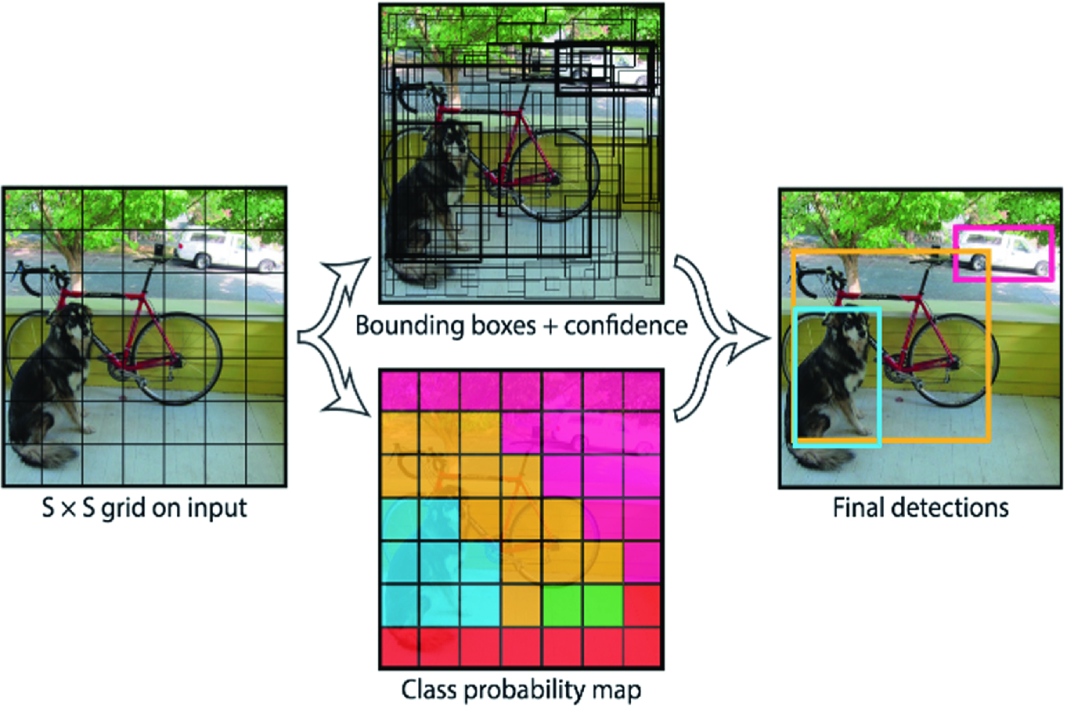 S × S grid on input
Bounding boxes + confidence
Class probability map
Final detections